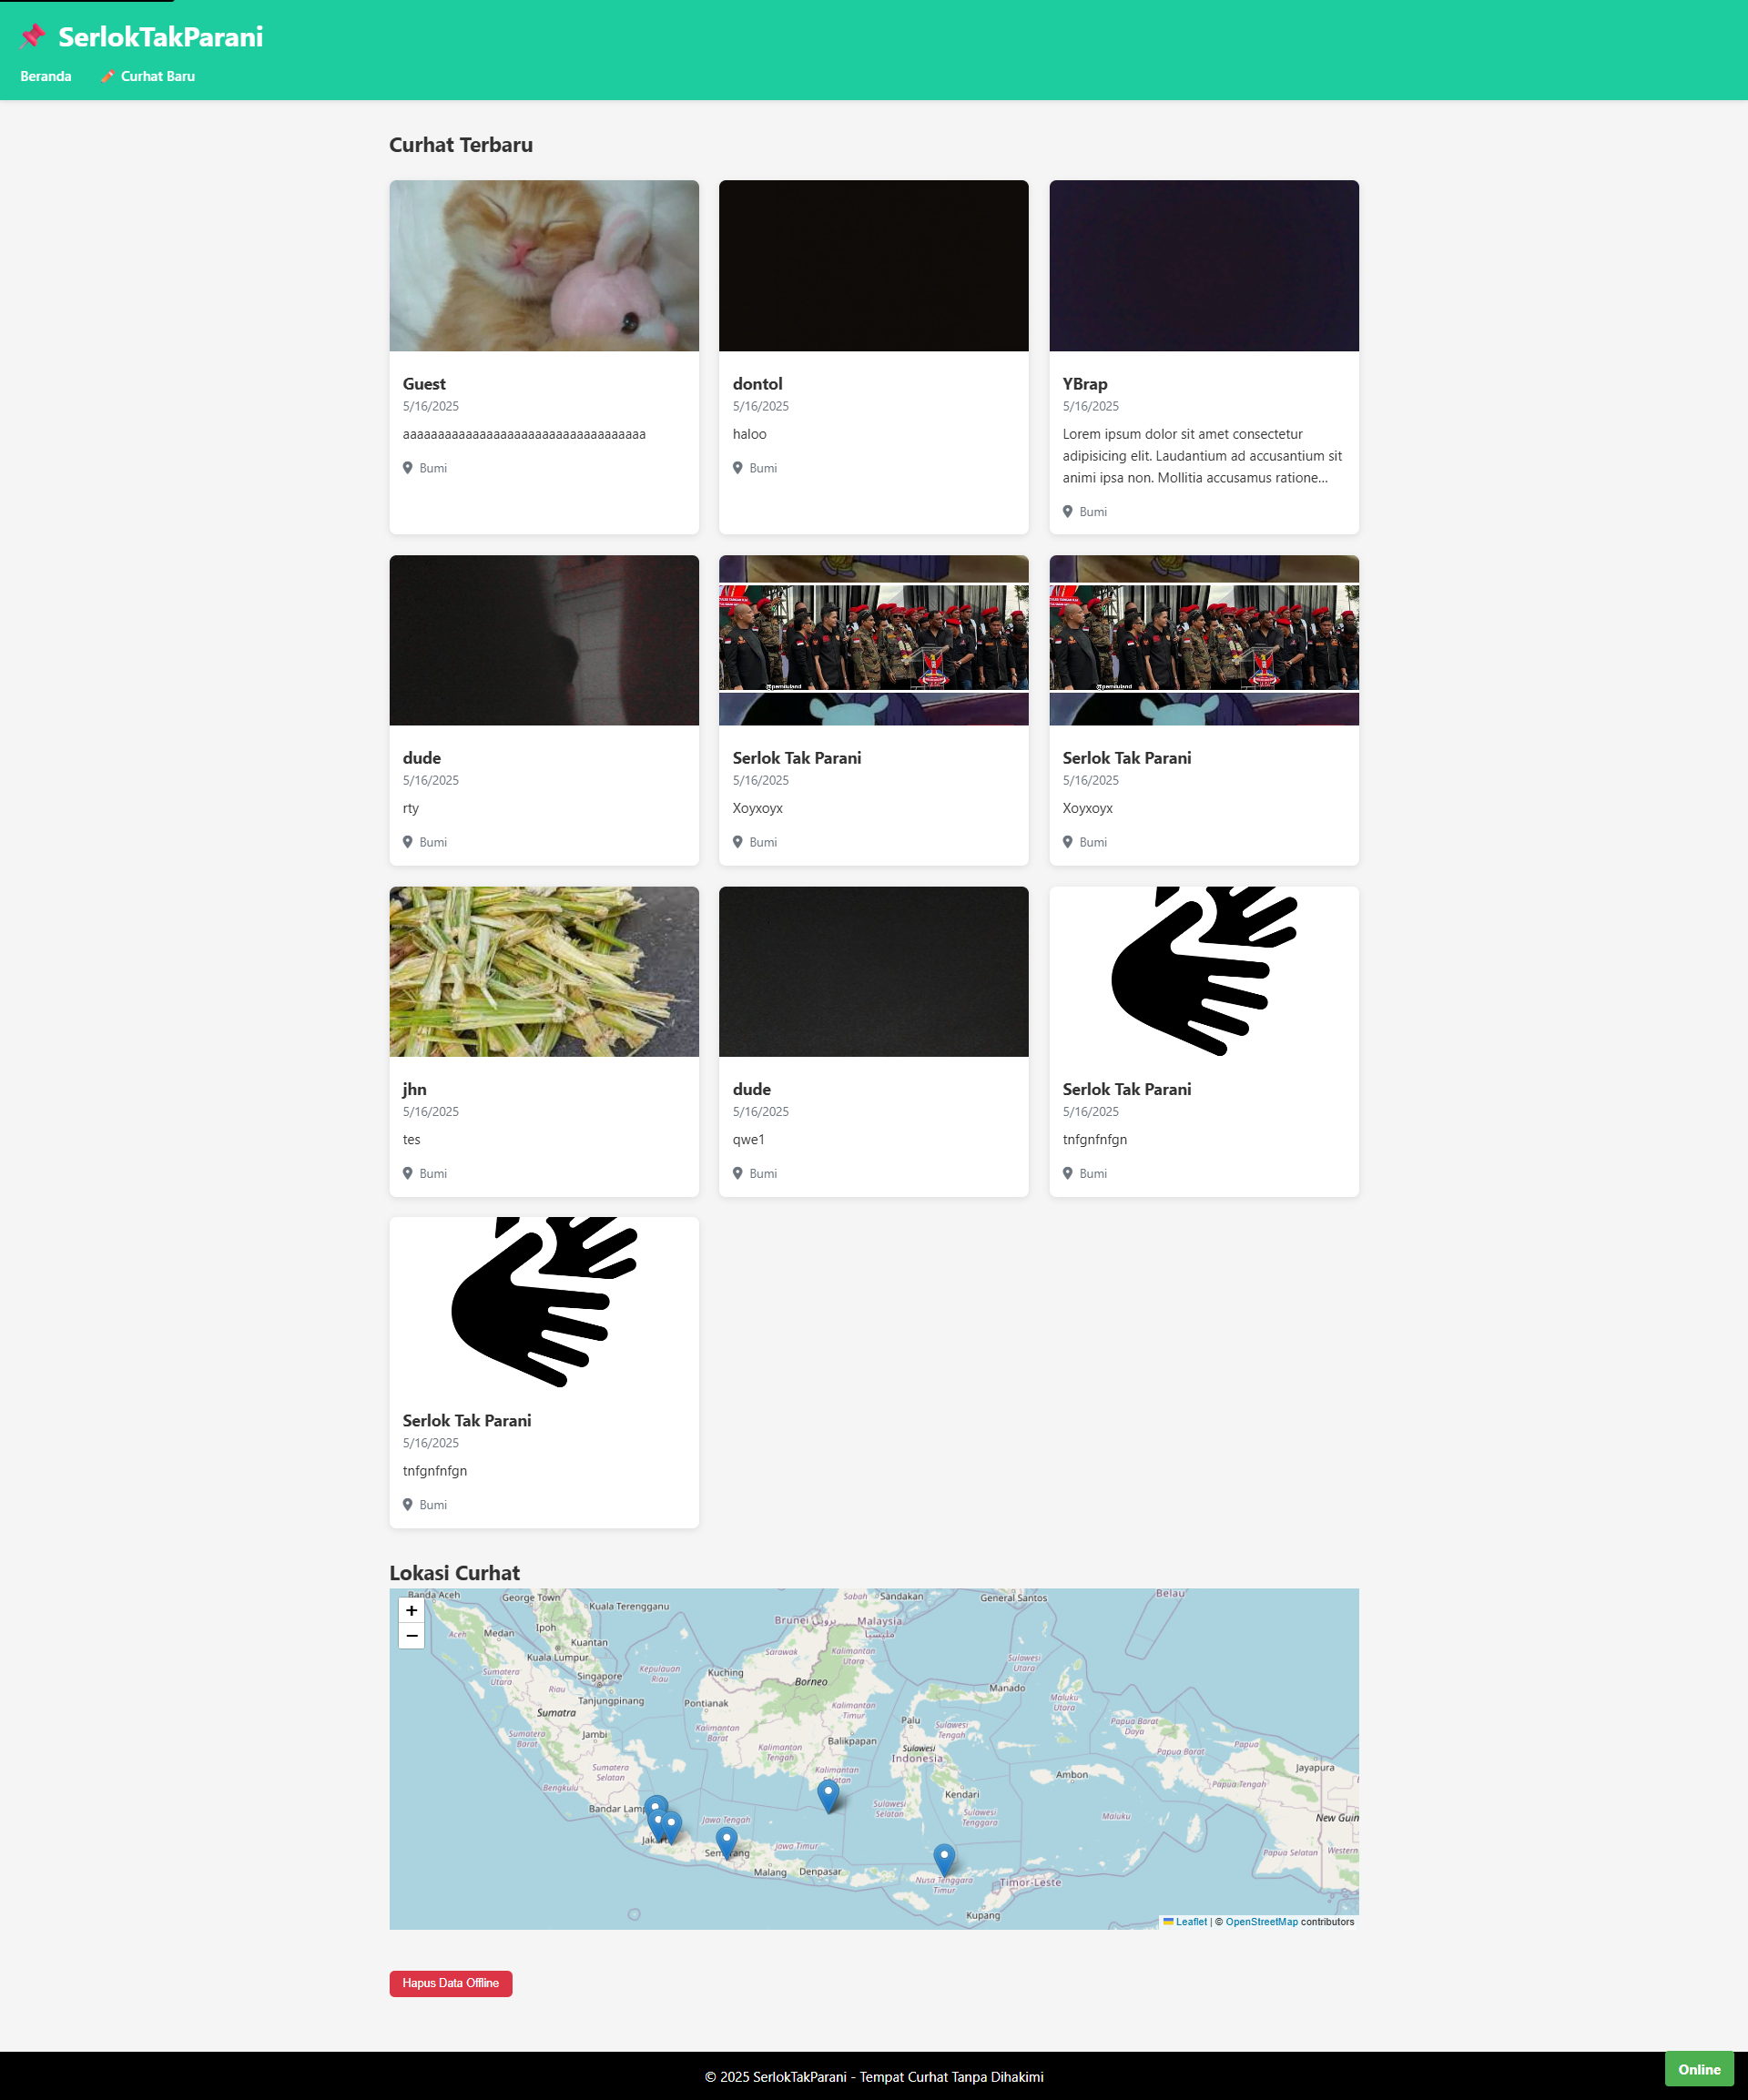 SerlokTakParani
Beranda
Curhat Baru
Curhat Terbaru
Guest
5/16/2025
aaaaaaaaaaaaaaaaaaaaaaaaaaaaaaaaaaa
Bumi
dontol
5/16/2025
haloo
Bumi
YBrap
5/16/2025
Lorem ipsum dolor sit amet consectetur
adipisicing elit. Laudantium ad accusantium sit
animi ipsa non. Mollitia accusamus ratione...
Bumi
dude
5/16/2025
rty
Bumi
@pemiluland
Serlok Tak Parani
5/16/2025
Xoyxoyx
Bumi
@pemiluland
Serlok Tak Parani
5/16/2025
Xoyxoyx
Bumi
jhn
5/16/2025
tes
Bumi
dude
5/16/2025
qwe1
Bumi
Serlok Tak Parani
5/16/2025
tnfgnfnfgn
Bumi
Serlok Tak Parani
5/16/2025
tnfgnfnfgn
Bumi
Lokasi Curhat
+
−
Banda Aceh
George Town
Kuala Terengganu
Sabah
Sandakan
General Santos
Belau
Aceh
Medan
Ipoh
Kuantan
Kuala Lumpur
Brunei
Malaysia
مليسيا
Sumatera
Utara
Riau
Singapore
Kepulauan
Riau
Kuching
Sarawak
Kalimantan
Utara
Borneo
Sulawesi
Utara
Manado
Maluku
Utara
Tanjungpinang
Pontianak
Kalimantan
Timur
Sumatra
Sumatera
Barat
Jambi
Kalimantan
Barat
Kalimantan
Tengah
Balikpapan
Palu
Sulawesi
Tengah
Sulawesi
Indonesia
Papua Barat
Daya
Papua Barat
Papua
Sumatera
Selatan
Bengkulu
Kalimantan
Selatan
Ambon
Jayapura
Papua Tengah
Kendari
Sulawesi
Selatan
Sulawesi
Tenggara
Maluku
New Guin
Bandar Lamp
Jakart
Jawa Tengah
Semarang
Jawa Timur
Malang
Denpasar
Nusa Tenggara
Timur
Timor-Leste
Kupang
Papua Selatan
Western
Leaflet | © OpenStreetMap contributors
Hapus Data Offline
© 2025 SerlokTakParani - Tempat Curhat Tanpa Dihakimi
Online